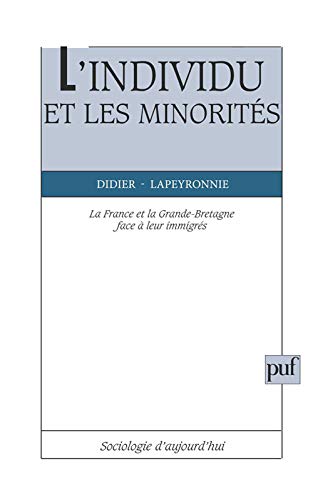 L'INDIVIDU
ET LES MINORITÉS
DIDIER - LAPEYRONNIE
La France et la Grande-Bretagne
face à leur immigrés
puf
Sociologie d'aujourd'hui